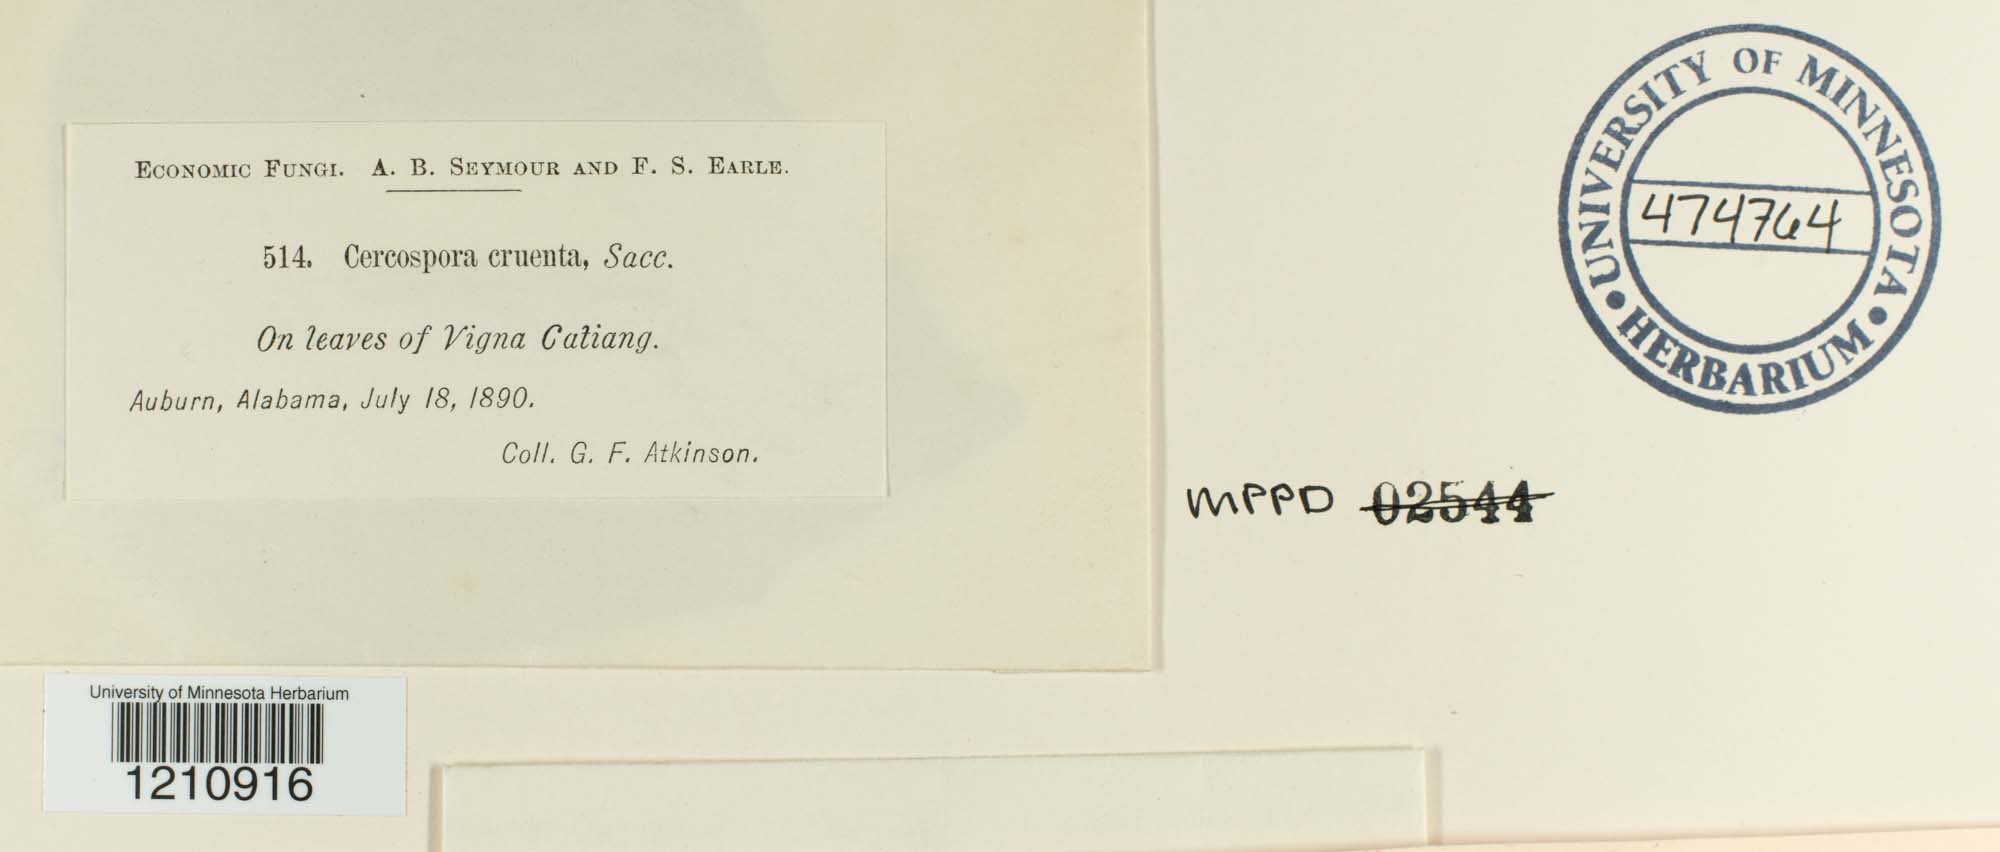 Economic Fungi. A. B. Seymour and F. S. Earle.
514. Cercospora cruenta, Sacc.
On leaves of Vigna Catiang.
Auburn, Alabama, July 18, 1890.
Coll. G. F. Atkinson.
UNIVERSITY OF MINNESOTA
474764
• HERBARIUM •
MPPD 02544
University of Minnesota Herbarium
1210916